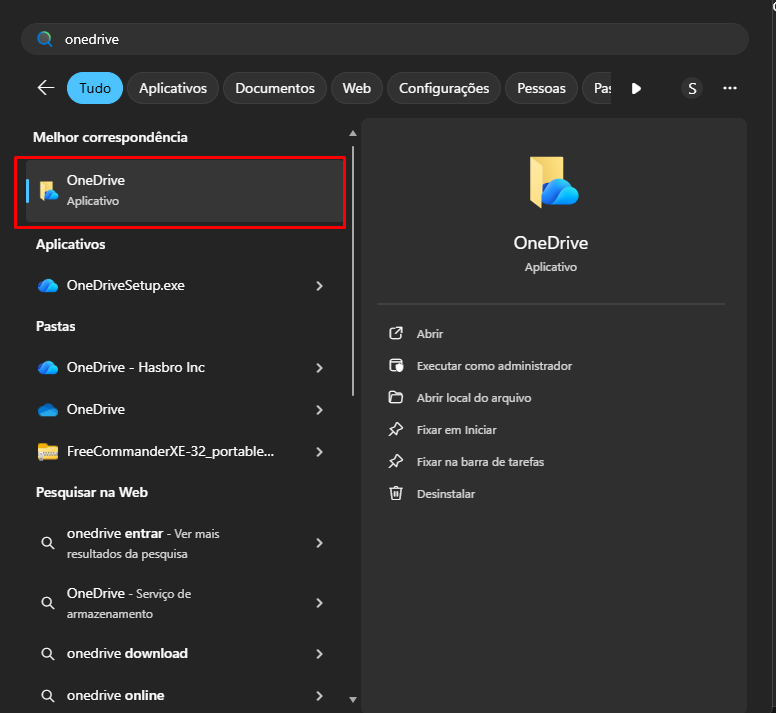 onedrive
Tudo
Aplicativos
Documentos
Web
Configurações
Pessoas
Pas
S
Melhor correspondência
OneDrive
Aplicativo
Aplicativos
OneDriveSetup.exe
Pastas
OneDrive - Hasbro Inc
OneDrive
FreeCommanderXE-32_portable...
Pesquisar na Web
onedrive entrar - Ver mais
resultados da pesquisa
OneDrive - Serviço de
armazenamento
onedrive download
onedrive online
OneDrive
Aplicativo
Abrir
Executar como administrador
Abrir local do arquivo
Fixar em Iniciar
Fixar na barra de tarefas
Desinstalar